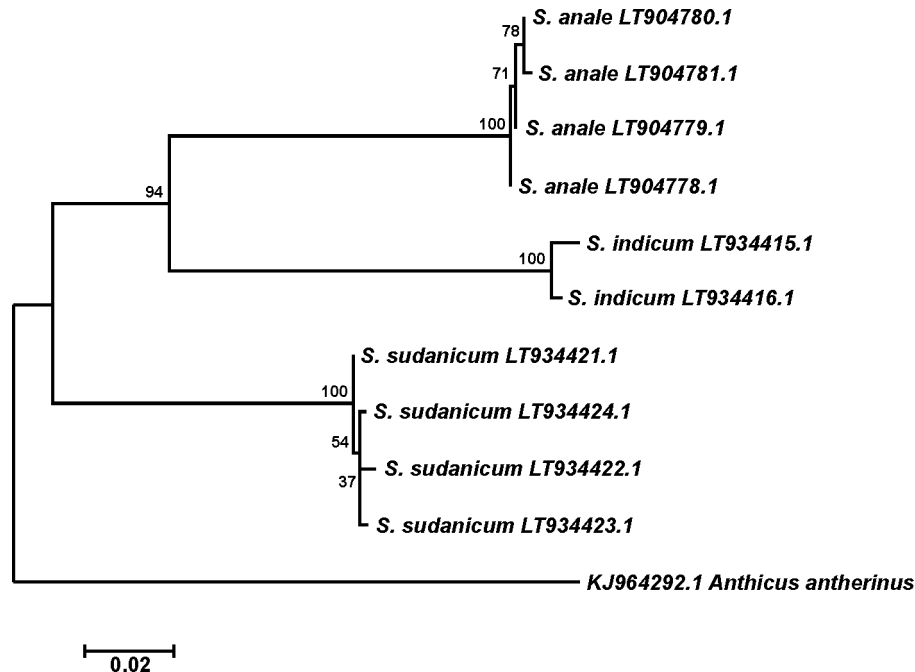 78
S. anale LT904780.1
71
S. anale LT904781.1
100
S. anale LT904779.1
S. anale LT904778.1
94
S. indicum LT934415.1
100
S. indicum LT934416.1
S. sudanicum LT934421.1
100
S. sudanicum LT934424.1
54
S. sudanicum LT934422.1
37
S. sudanicum LT934423.1
KJ964292.1 Anthicus antherinus
0.02